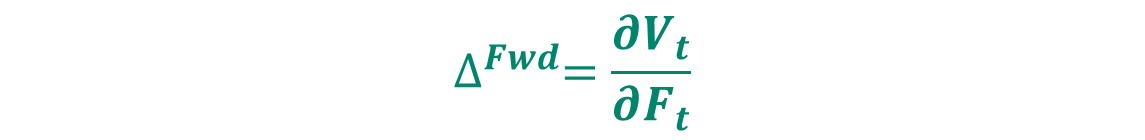 Δ^Fwd = ∂V_t / ∂F_t